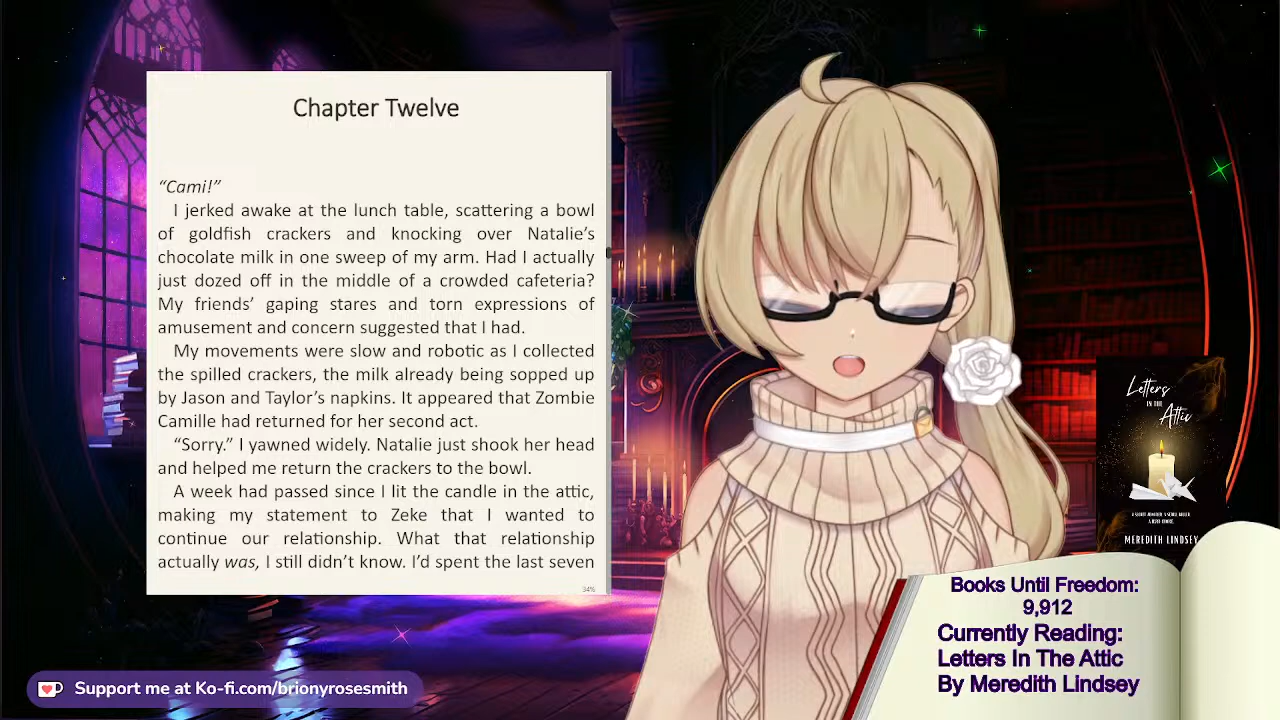 Chapter Twelve
“Cami!”
I jerked awake at the lunch table, scattering a bowl
of goldfish crackers and knocking over Natalie’s
chocolate milk in one sweep of my arm. Had I actually
just dozed off in the middle of a crowded cafeteria?
My friends’ gaping stares and torn expressions of
amusement and concern suggested that I had.
My movements were slow and robotic as I collected
the spilled crackers, the milk already being sopped up
by Jason and Taylor’s napkins. It appeared that Zombie
Camille had returned for her second act.
“Sorry.” I yawned widely. Natalie just shook her head
and helped me return the crackers to the bowl.
A week had passed since I lit the candle in the attic,
making my statement to Zeke that I wanted to
continue our relationship. What that relationship
actually was, I still didn’t know. I’d spent the last seven
34%
Letters
IN THE
Attic
MEREDITH LINDSEY
Books Until Freedom:
9,912
Currently Reading:
Letters In The Attic
By Meredith Lindsey
Support me at Ko-fi.com/brionyrosesmith